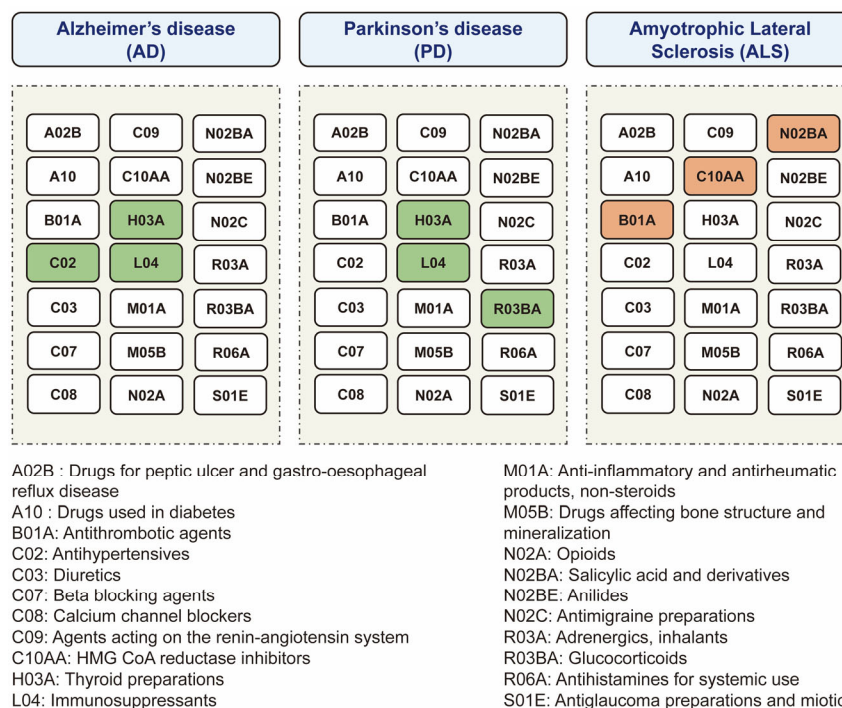 Alzheimer's disease
(AD)
Parkinson's disease
(PD)
Amyotrophic Lateral
Sclerosis (ALS)
A02B C09 N02BA
A10 C10AA N02BE
B01A H03A N02C
C02 L04 R03A
C03 M01A R03BA
C07 M05B R06A
C08 N02A S01E
A02B C09 N02BA
A10 C10AA N02BE
B01A H03A N02C
C02 L04 R03A
C03 M01A R03BA
C07 M05B R06A
C08 N02A S01E
A02B C09 N02BA
A10 C10AA N02BE
B01A H03A N02C
C02 L04 R03A
C03 M01A R03BA
C07 M05B R06A
C08 N02A S01E
A02B : Drugs for peptic ulcer and gastro-oesophageal
reflux disease
A10 : Drugs used in diabetes
B01A: Antithrombotic agents
C02: Antihypertensives
C03: Diuretics
C07: Beta blocking agents
C08: Calcium channel blockers
C09: Agents acting on the renin-angiotensin system
C10AA: HMG CoA reductase inhibitors
H03A: Thyroid preparations
L04: Immunosuppressants
M01A: Anti-inflammatory and antirheumatic
products, non-steroids
M05B: Drugs affecting bone structure and
mineralization
N02A: Opioids
N02BA: Salicylic acid and derivatives
N02BE: Anilides
N02C: Antimigraine preparations
R03A: Adrenergics, inhalants
R03BA: Glucocorticoids
R06A: Antihistamines for systemic use
S01E: Antiglaucoma preparations and